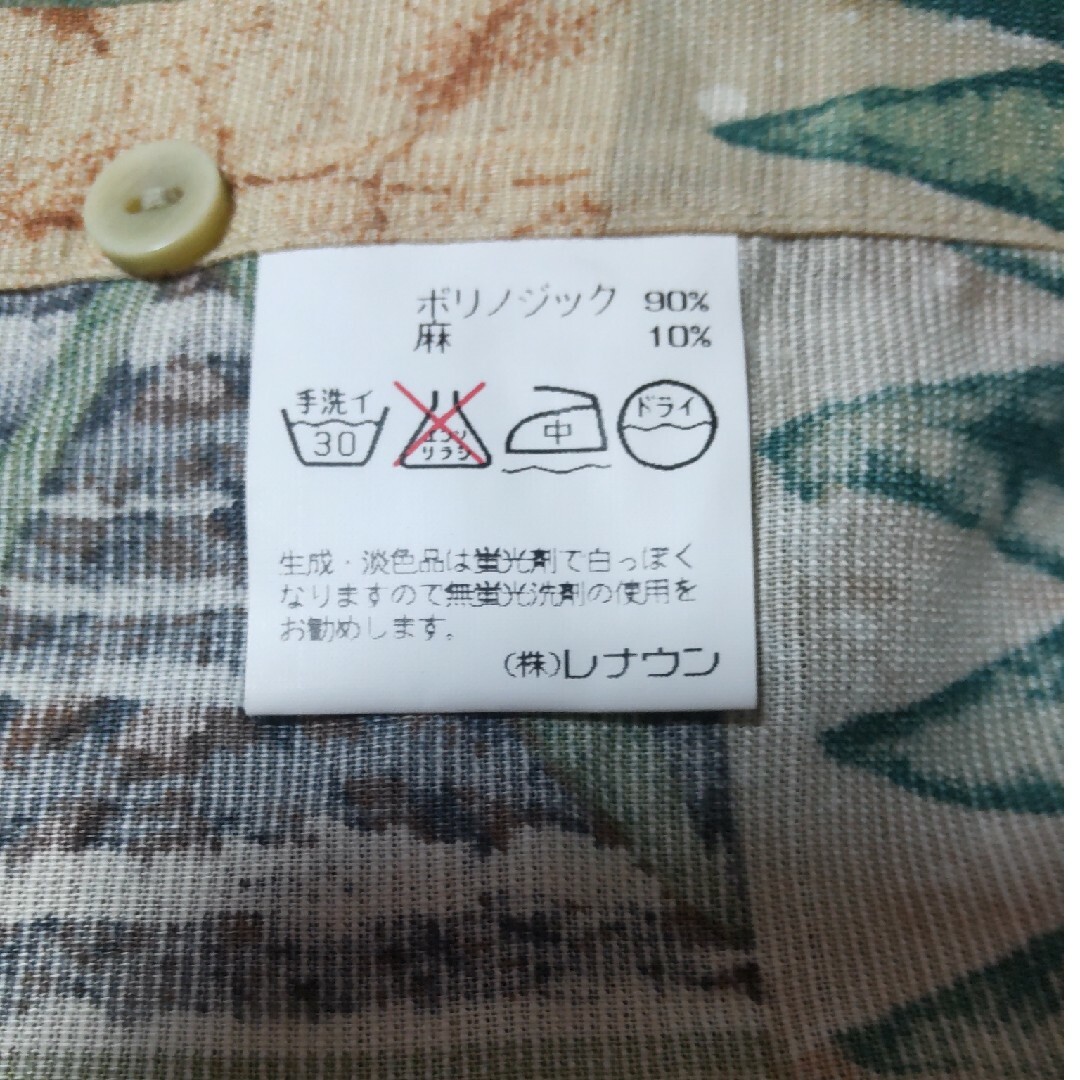 ポリノジック 90%
麻 10%
手洗イ
30
エンソ
サラシ
中
ドライ
生成・淡色品は蛍光剤で白っぽく
なりますので無蛍光洗剤の使用を
お勧めします。
(株)レナウン